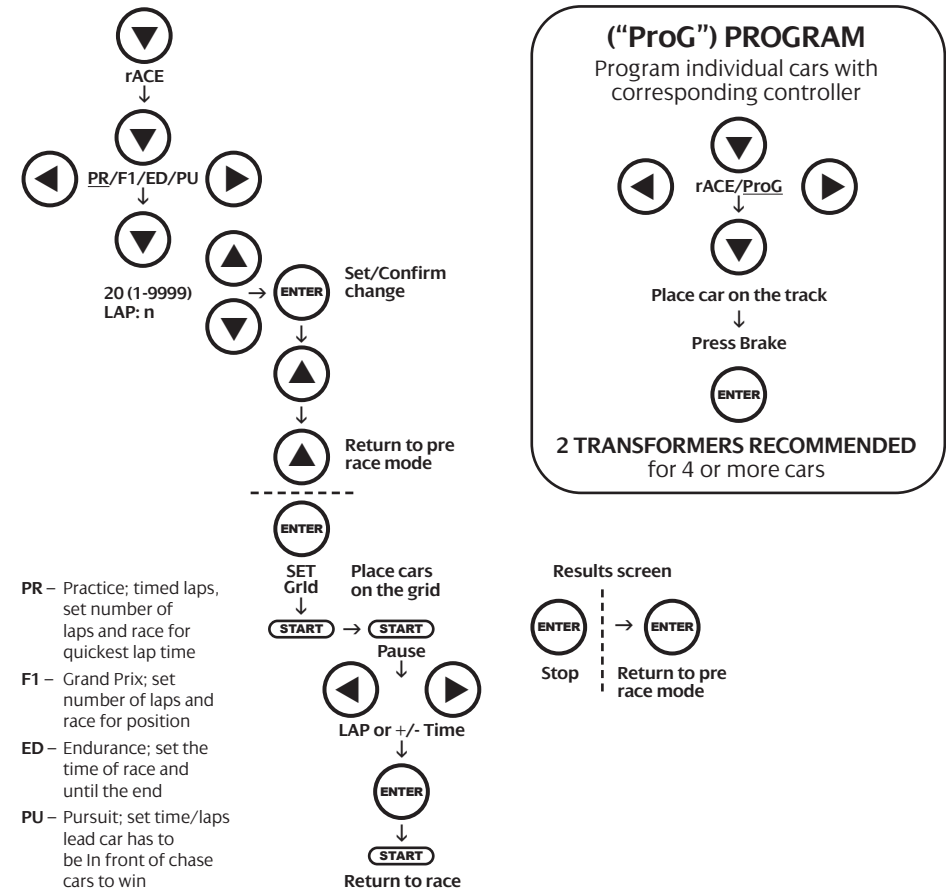 rACE
PR/F1/ED/PU
20 (1-9999)
LAP: n
ENTER
Set/Confirm
change
Return to pre
race mode
ENTER
SET
GrId
Place cars
on the grid
START
START
Pause
LAP or +/- Time
ENTER
START
Return to race
PR – Practice; timed laps,
set number of
laps and race for
quickest lap time
F1 – Grand Prix; set
number of laps and
race for position
ED – Endurance; set the
time of race and
until the end
PU – Pursuit; set time/laps
lead car has to
be In front of chase
cars to win
(“ProG”) PROGRAM
Program individual cars with
corresponding controller
rACE/ProG
Place car on the track
Press Brake
ENTER
2 TRANSFORMERS RECOMMENDED
for 4 or more cars
Results screen
ENTER
Stop
ENTER
Return to pre
race mode